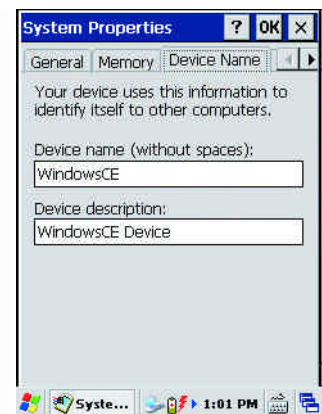 System Properties ? OK ×
General Memory Device Name
Your device uses this information to
identify itself to other computers.
Device name (without spaces):
WindowsCE
Device description:
WindowsCE Device
Syste... 1:01 PM